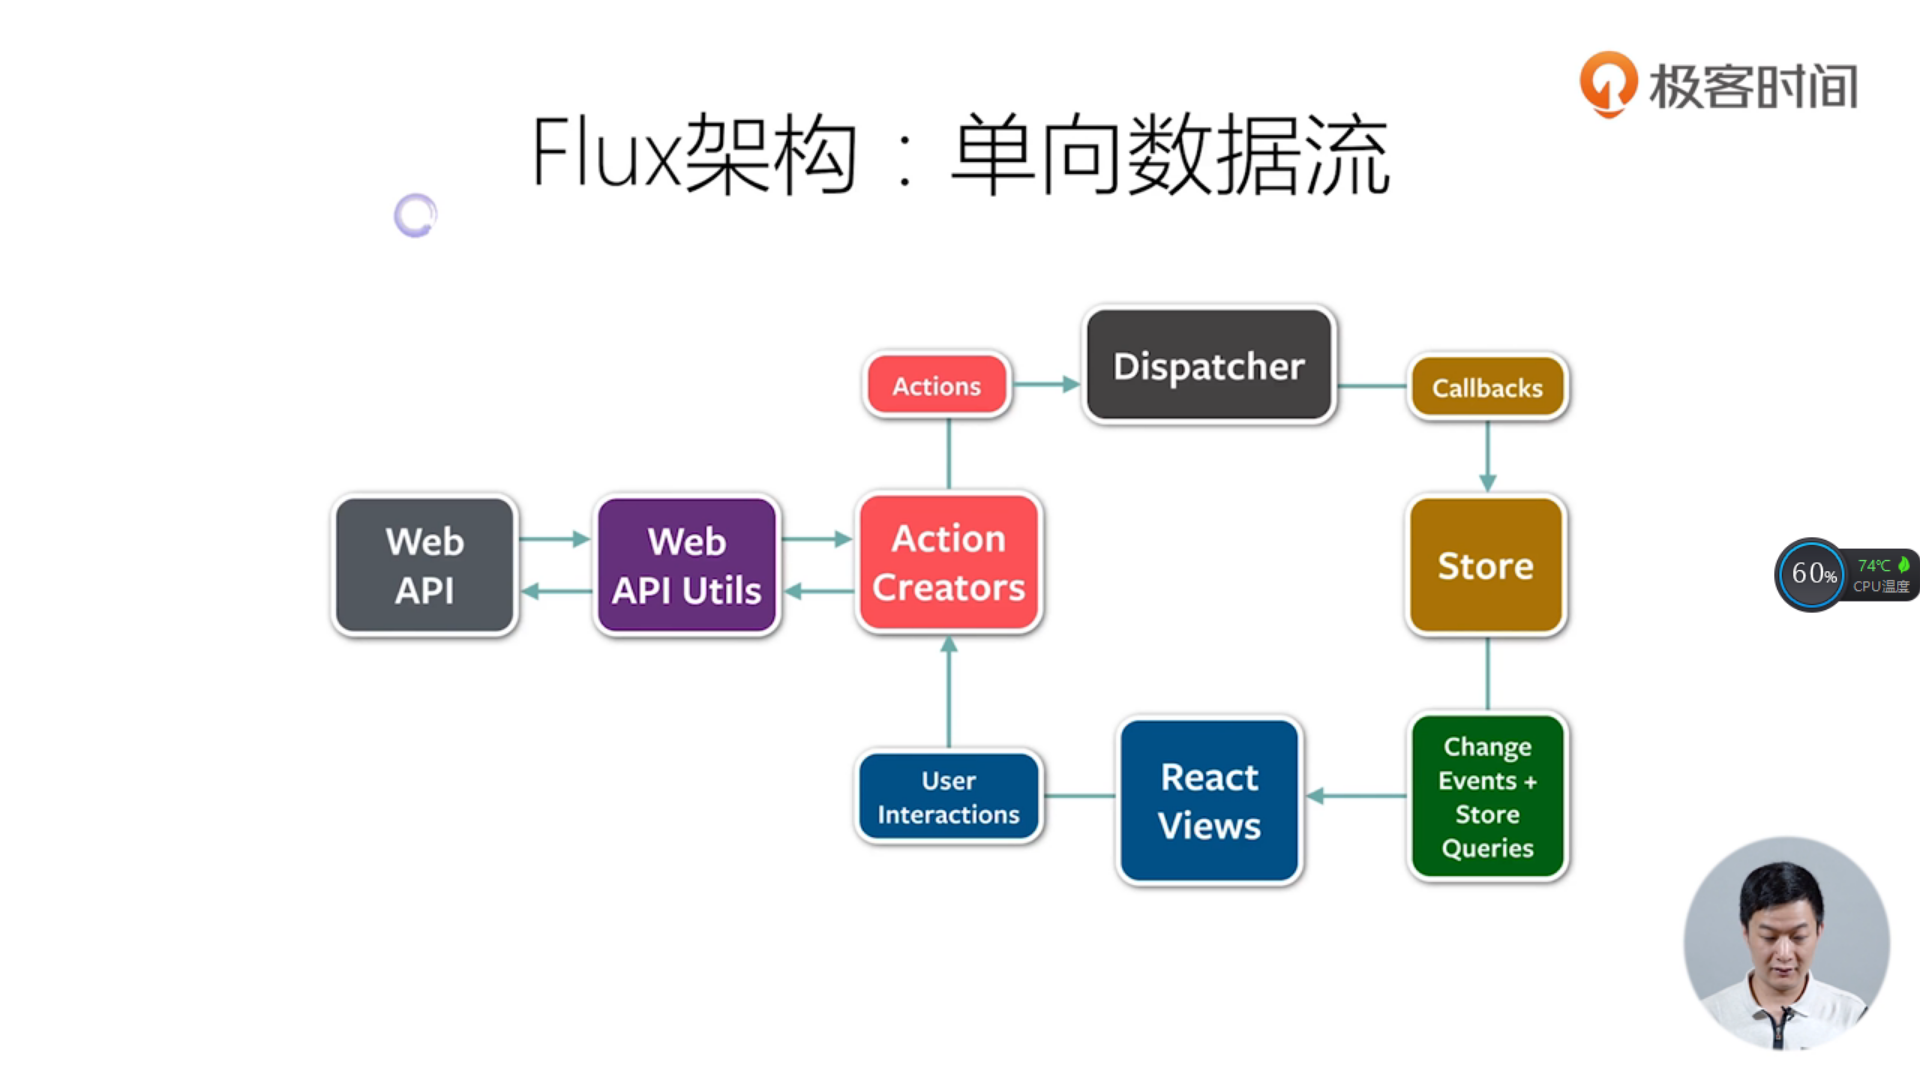 极客时间
Flux架构：单向数据流
Actions
Dispatcher
Callbacks
Web
API
Web
API Utils
Action
Creators
Store
60%
74℃
CPU温度
User
Interactions
React
Views
Change
Events +
Store
Queries